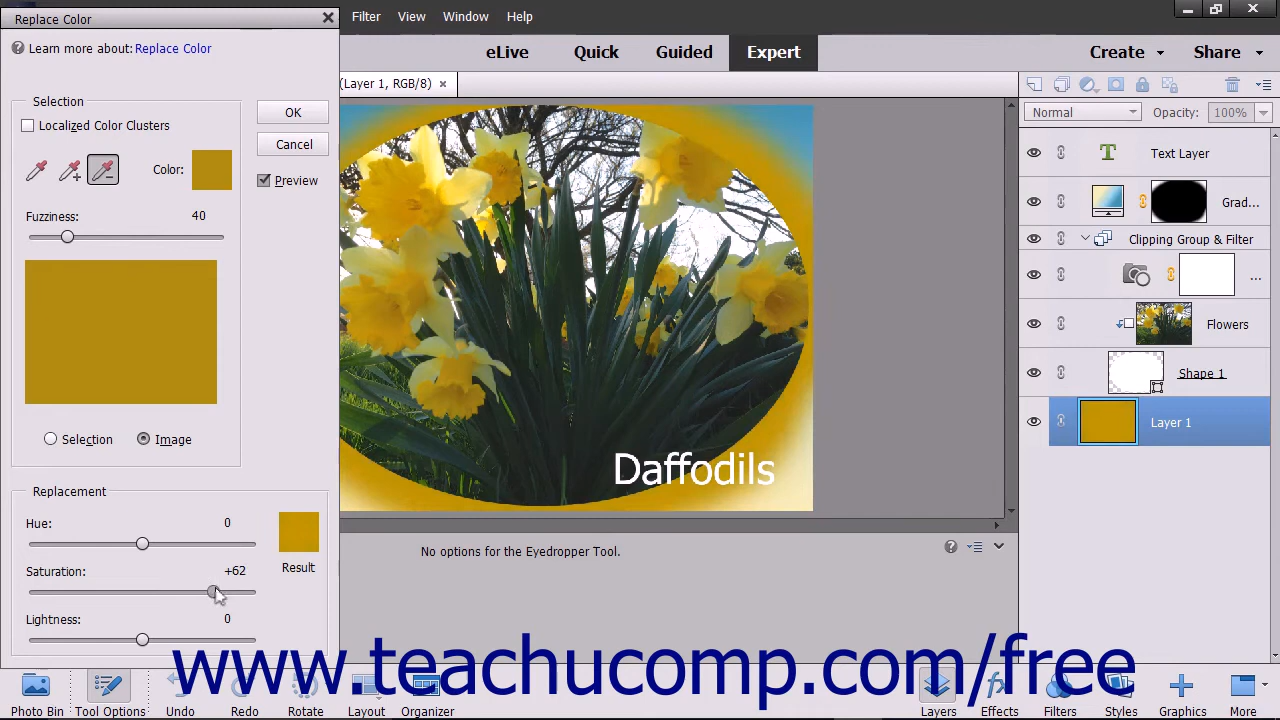 Replace Color
Filter View Window Help
Learn more about: Replace Color
eLive Quick Guided Expert Create Share
(Layer 1, RGB/8)
Selection
OK
Localized Color Clusters
Cancel
Color:
Preview
Fuzziness: 40
Selection Image
Replacement
Hue: 0
Saturation: +62
Result
Lightness: 0
Daffodils
No options for the Eyedropper Tool.
Normal Opacity: 100%
T Text Layer
Grad...
Clipping Group & Filter
...
Flowers
Shape 1
Layer 1
www.teachucomp.com/free
Photo Bin Tool Options Undo Redo Rotate Layout Organizer Layers Effects Filters Styles Graphics More